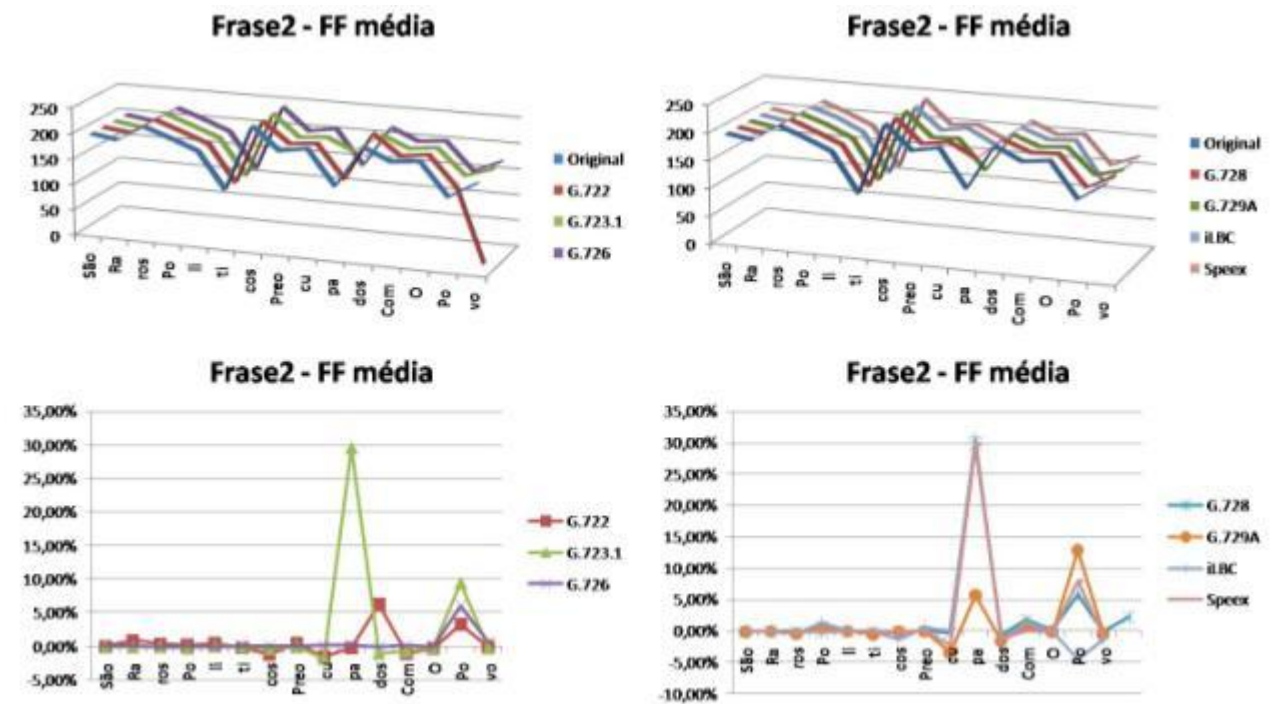 Frase2 - FF média
250
200
150
100
50
0
São
Ra
ros
Po
li
ti
cos
Preo
cu
pa
dos
Com
O
Po
vo
Original
G.722
G.723.1
G.726
Frase2 - FF média
250
200
150
100
50
0
São
Ra
ros
Po
li
ti
cos
Preo
cu
pa
dos
Com
O
Po
vo
Original
G.728
G.729A
iLBC
Speex
Frase2 - FF média
35,00%
30,00%
25,00%
20,00%
15,00%
10,00%
5,00%
0,00%
-5,00%
São
Ra
ros
Po
li
ti
cos
Preo
cu
pa
dos
Com
O
Po
vo
G.722
G.723.1
G.726
Frase2 - FF média
35,00%
30,00%
25,00%
20,00%
15,00%
10,00%
5,00%
0,00%
-5,00%
-10,00%
São
Ra
ros
Po
li
ti
cos
Preo
cu
pa
dos
Com
O
Po
vo
G.728
G.729A
iLBC
Speex